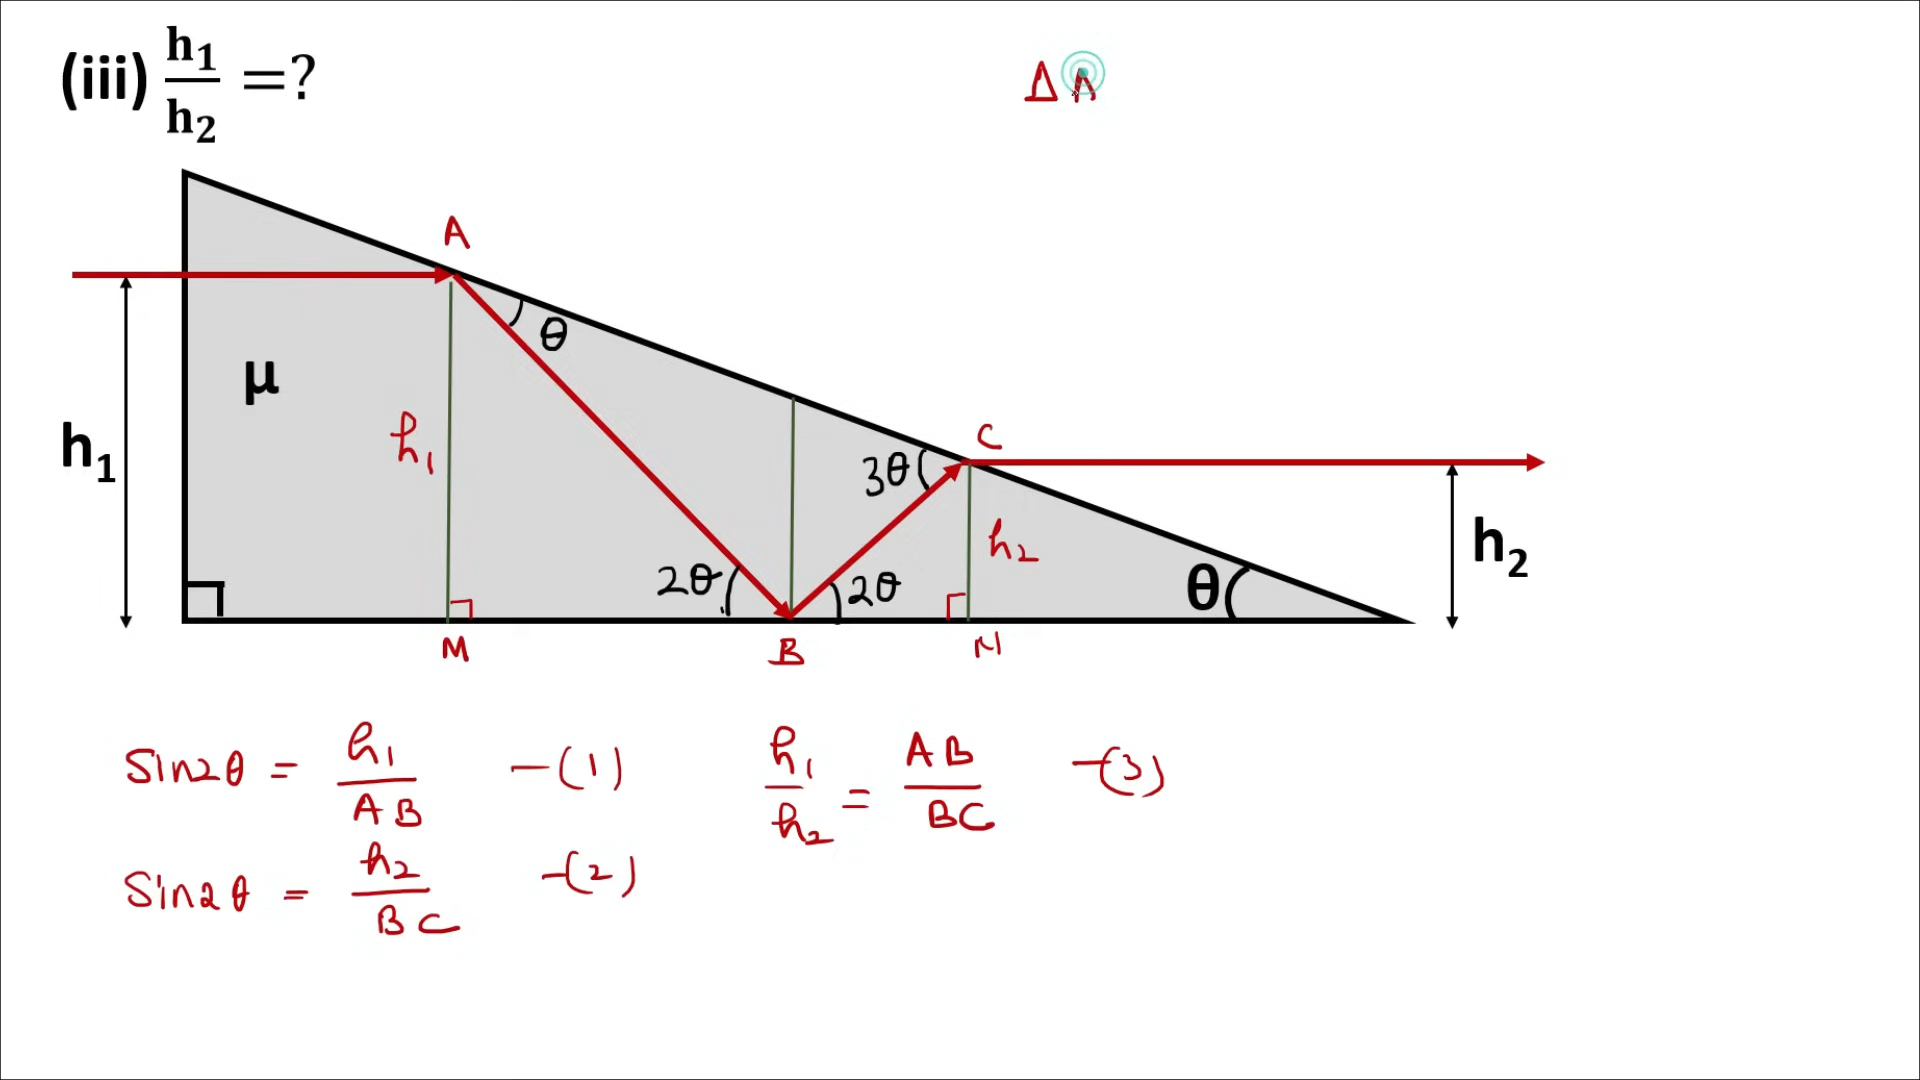 (iii) h₁/h₂ =?
Δ A
A
θ
μ
h₁
h₁
C
3θ
h₂
h₂
2θ
2θ
θ
M
B
N
Sin2θ = h₁/AB –(1)
h₁/h₂ = AB/BC –(3)
Sin2θ = h₂/BC –(2)